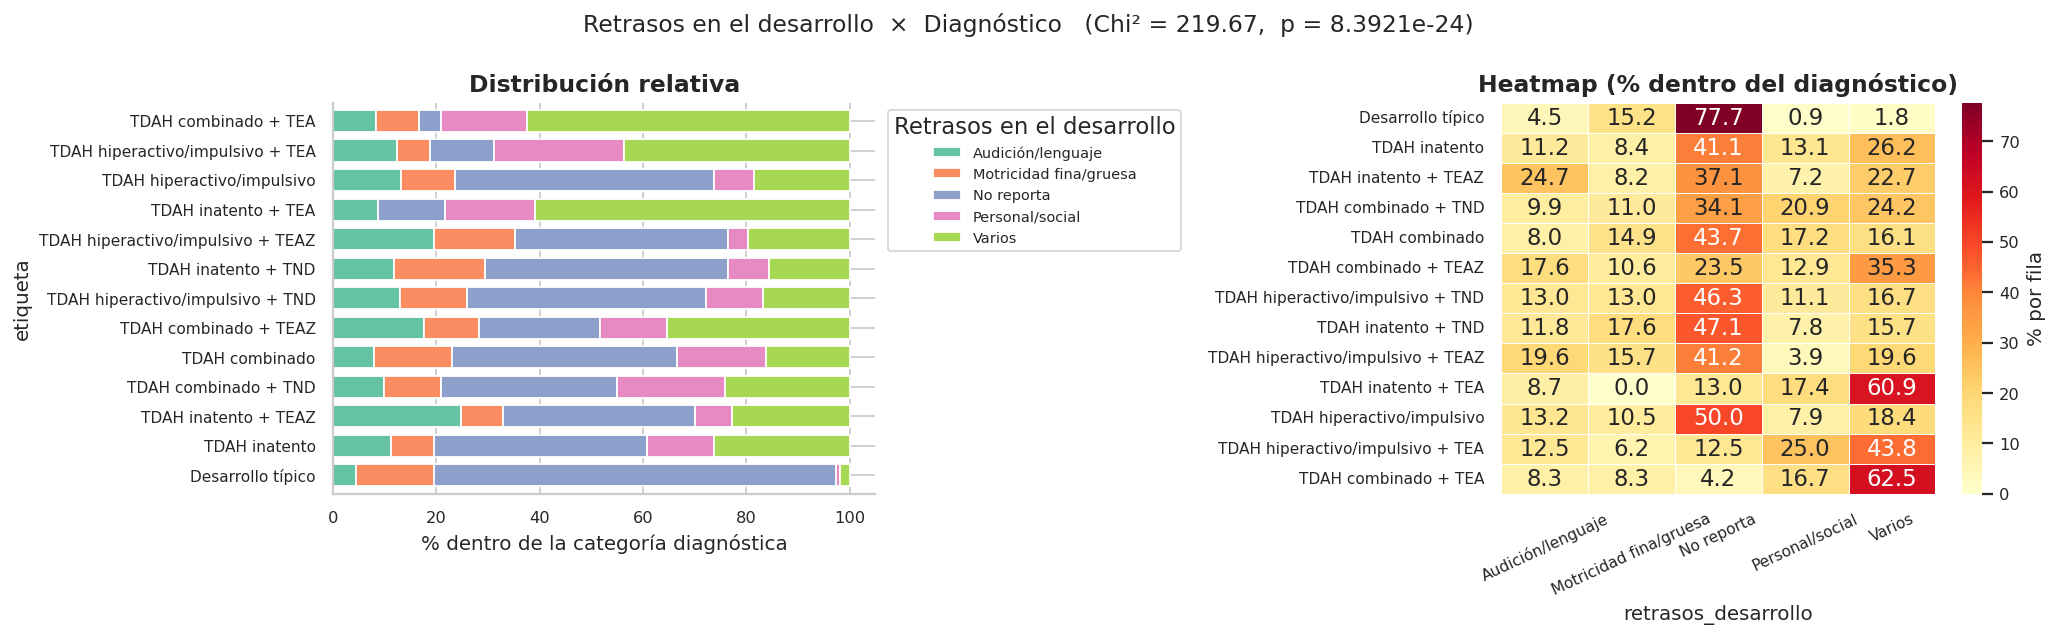 Retrasos en el desarrollo × Diagnóstico (Chi² = 219.67, p = 8.3921e-24)
Distribución relativa
etiqueta
TDAH combinado + TEA
TDAH hiperactivo/impulsivo + TEA
TDAH hiperactivo/impulsivo
TDAH inatento + TEA
TDAH hiperactivo/impulsivo + TEAZ
TDAH inatento + TND
TDAH hiperactivo/impulsivo + TND
TDAH combinado + TEAZ
TDAH combinado
TDAH combinado + TND
TDAH inatento + TEAZ
TDAH inatento
Desarrollo típico
0 20 40 60 80 100
% dentro de la categoría diagnóstica
Retrasos en el desarrollo
Audición/lenguaje
Motricidad fina/gruesa
No reporta
Personal/social
Varios
Heatmap (% dentro del diagnóstico)
Desarrollo típico 4.5 15.2 77.7 0.9 1.8
TDAH inatento 11.2 8.4 41.1 13.1 26.2
TDAH inatento + TEAZ 24.7 8.2 37.1 7.2 22.7
TDAH combinado + TND 9.9 11.0 34.1 20.9 24.2
TDAH combinado 8.0 14.9 43.7 17.2 16.1
TDAH combinado + TEAZ 17.6 10.6 23.5 12.9 35.3
TDAH hiperactivo/impulsivo + TND 13.0 13.0 46.3 11.1 16.7
TDAH inatento + TND 11.8 17.6 47.1 7.8 15.7
TDAH hiperactivo/impulsivo + TEAZ 19.6 15.7 41.2 3.9 19.6
TDAH inatento + TEA 8.7 0.0 13.0 17.4 60.9
TDAH hiperactivo/impulsivo 13.2 10.5 50.0 7.9 18.4
TDAH hiperactivo/impulsivo + TEA 12.5 6.2 12.5 25.0 43.8
TDAH combinado + TEA 8.3 8.3 4.2 16.7 62.5
Audición/lenguaje
Motricidad fina/gruesa
No reporta
Personal/social
Varios
retrasos_desarrollo
70
60
50
40
30
20
10
0
% por fila